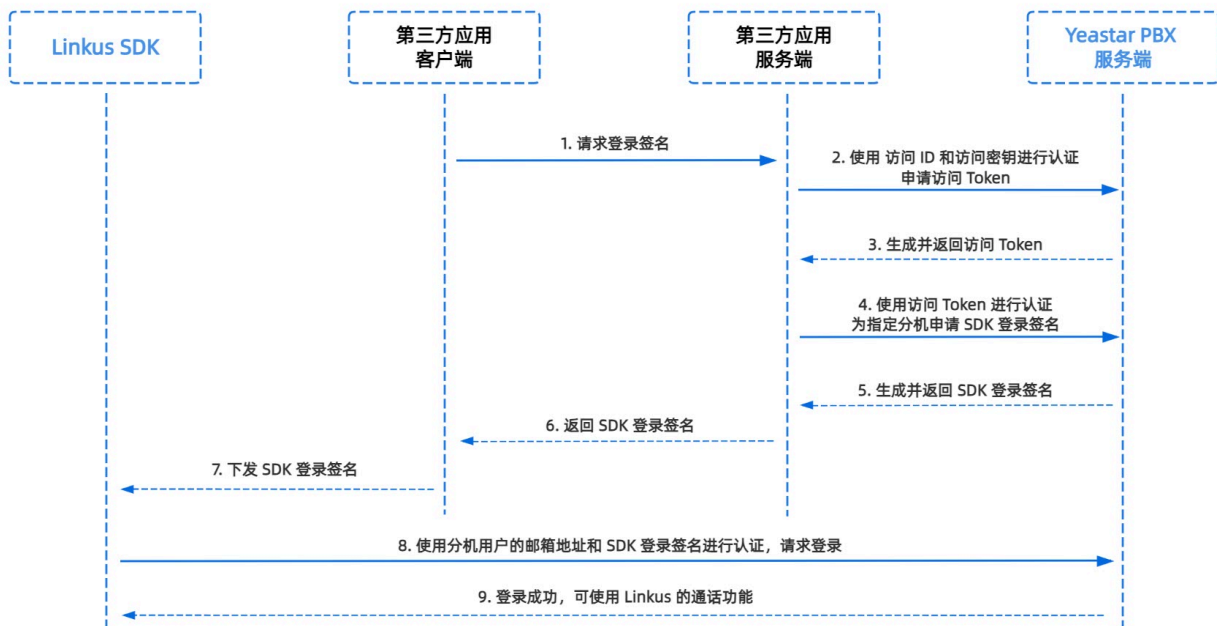 Linkus SDK
第三方应用
客户端
第三方应用
服务端
Yeastar PBX
服务端
1. 请求登录签名
2. 使用 访问 ID 和访问密钥进行认证
申请访问 Token
3. 生成并返回访问 Token
4. 使用访问 Token 进行认证
为指定分机申请 SDK 登录签名
5. 生成并返回 SDK 登录签名
6. 返回 SDK 登录签名
7. 下发 SDK 登录签名
8. 使用分机用户的邮箱地址和 SDK 登录签名进行认证，请求登录
9. 登录成功，可使用 Linkus 的通话功能